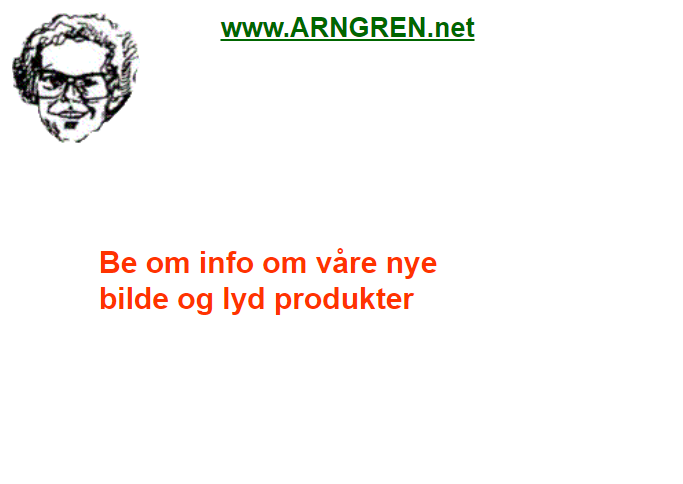 www.ARNGREN.net
Be om info om våre nye
bilde og lyd produkter